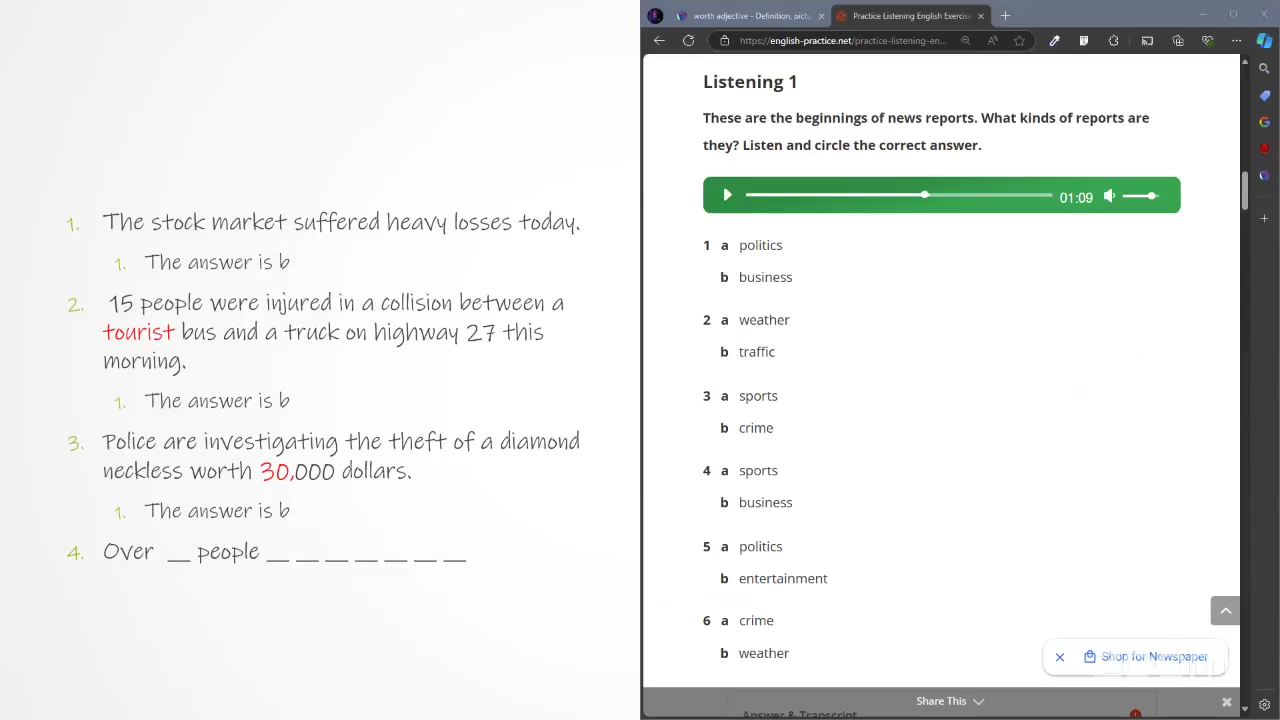 1. The stock market suffered heavy losses today.
1. The answer is b
2. 15 people were injured in a collision between a
tourist bus and a truck on highway 27 this
morning.
1. The answer is b
3. Police are investigating the theft of a diamond
neckless worth 30,000 dollars.
1. The answer is b
4. Over __ people __ __ __ __ __ __ __
worth adjective - Definition, pictu
Practice Listening English Exercise
https://english-practice.net/practice-listening-en...
Listening 1
These are the beginnings of news reports. What kinds of reports are
they? Listen and circle the correct answer.
01:09
1 a politics
b business
2 a weather
b traffic
3 a sports
b crime
4 a sports
b business
5 a politics
b entertainment
6 a crime
b weather
Shop for Newspaper
Share This
Answer & Transcript